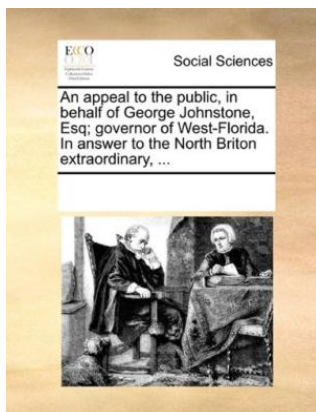 ECCO
Social Sciences
An appeal to the public, in
behalf of George Johnstone,
Esq; governor of West-Florida.
In answer to the North Briton
extraordinary, ...